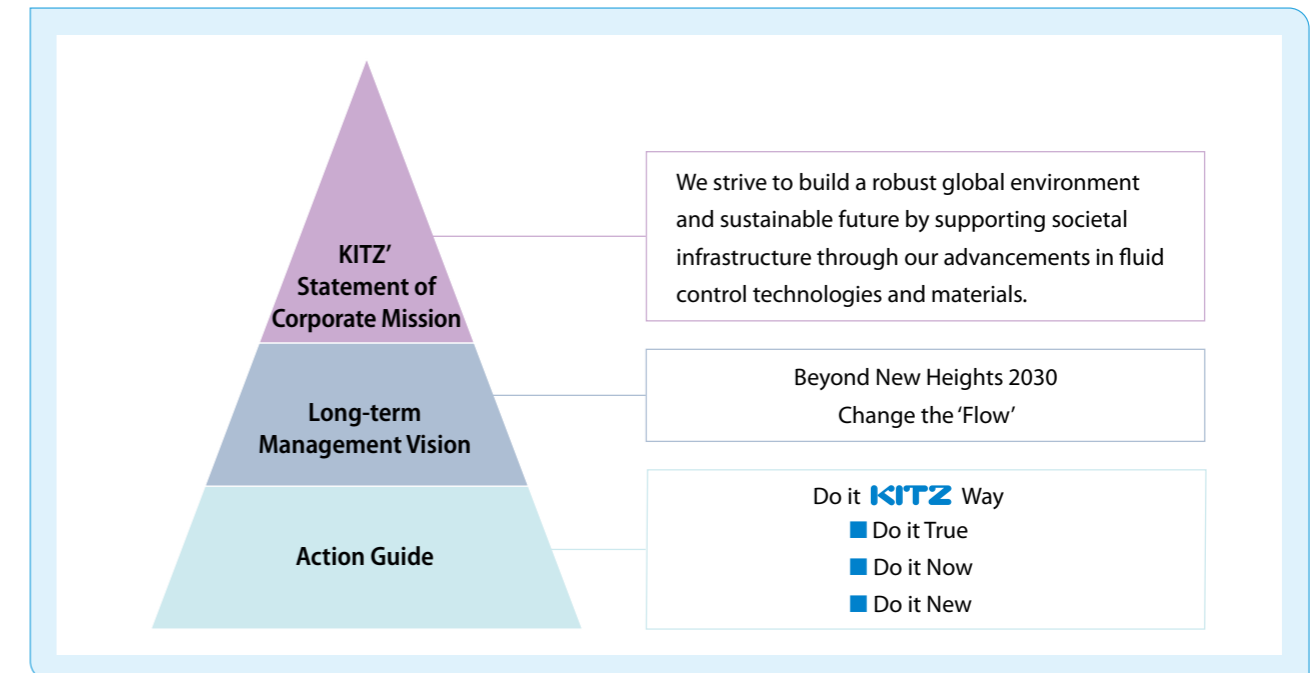 KITZ’
Statement of
Corporate Mission
We strive to build a robust global environment
and sustainable future by supporting societal
infrastructure through our advancements in fluid
control technologies and materials.
Long-term
Management Vision
Beyond New Heights 2030
Change the ‘Flow’
Action Guide
Do it KITZ Way
Do it True
Do it Now
Do it New